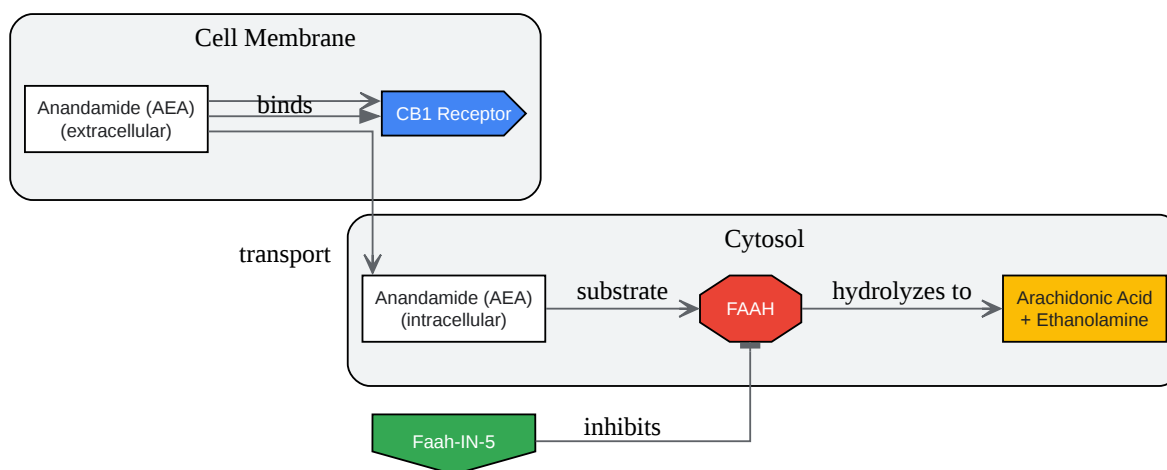 Cell Membrane
Anandamide (AEA)
(extracellular)
binds
CB1 Receptor
transport
Cytosol
Anandamide (AEA)
(intracellular)
substrate
FAAH
hydrolyzes to
Arachidonic Acid
+ Ethanolamine
Faah-IN-5
inhibits